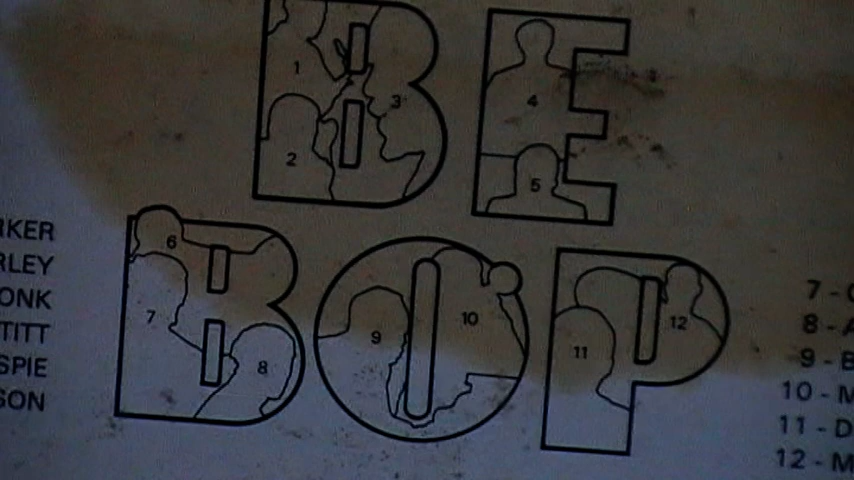 BE
BOP
1
2
3
4
5
6
7
8
9
10
11
12
RKER
RLEY
ONK
TITT
SPIE
SON
7 -
8 - A
9 - B
10 - M
11 - D
12 - M